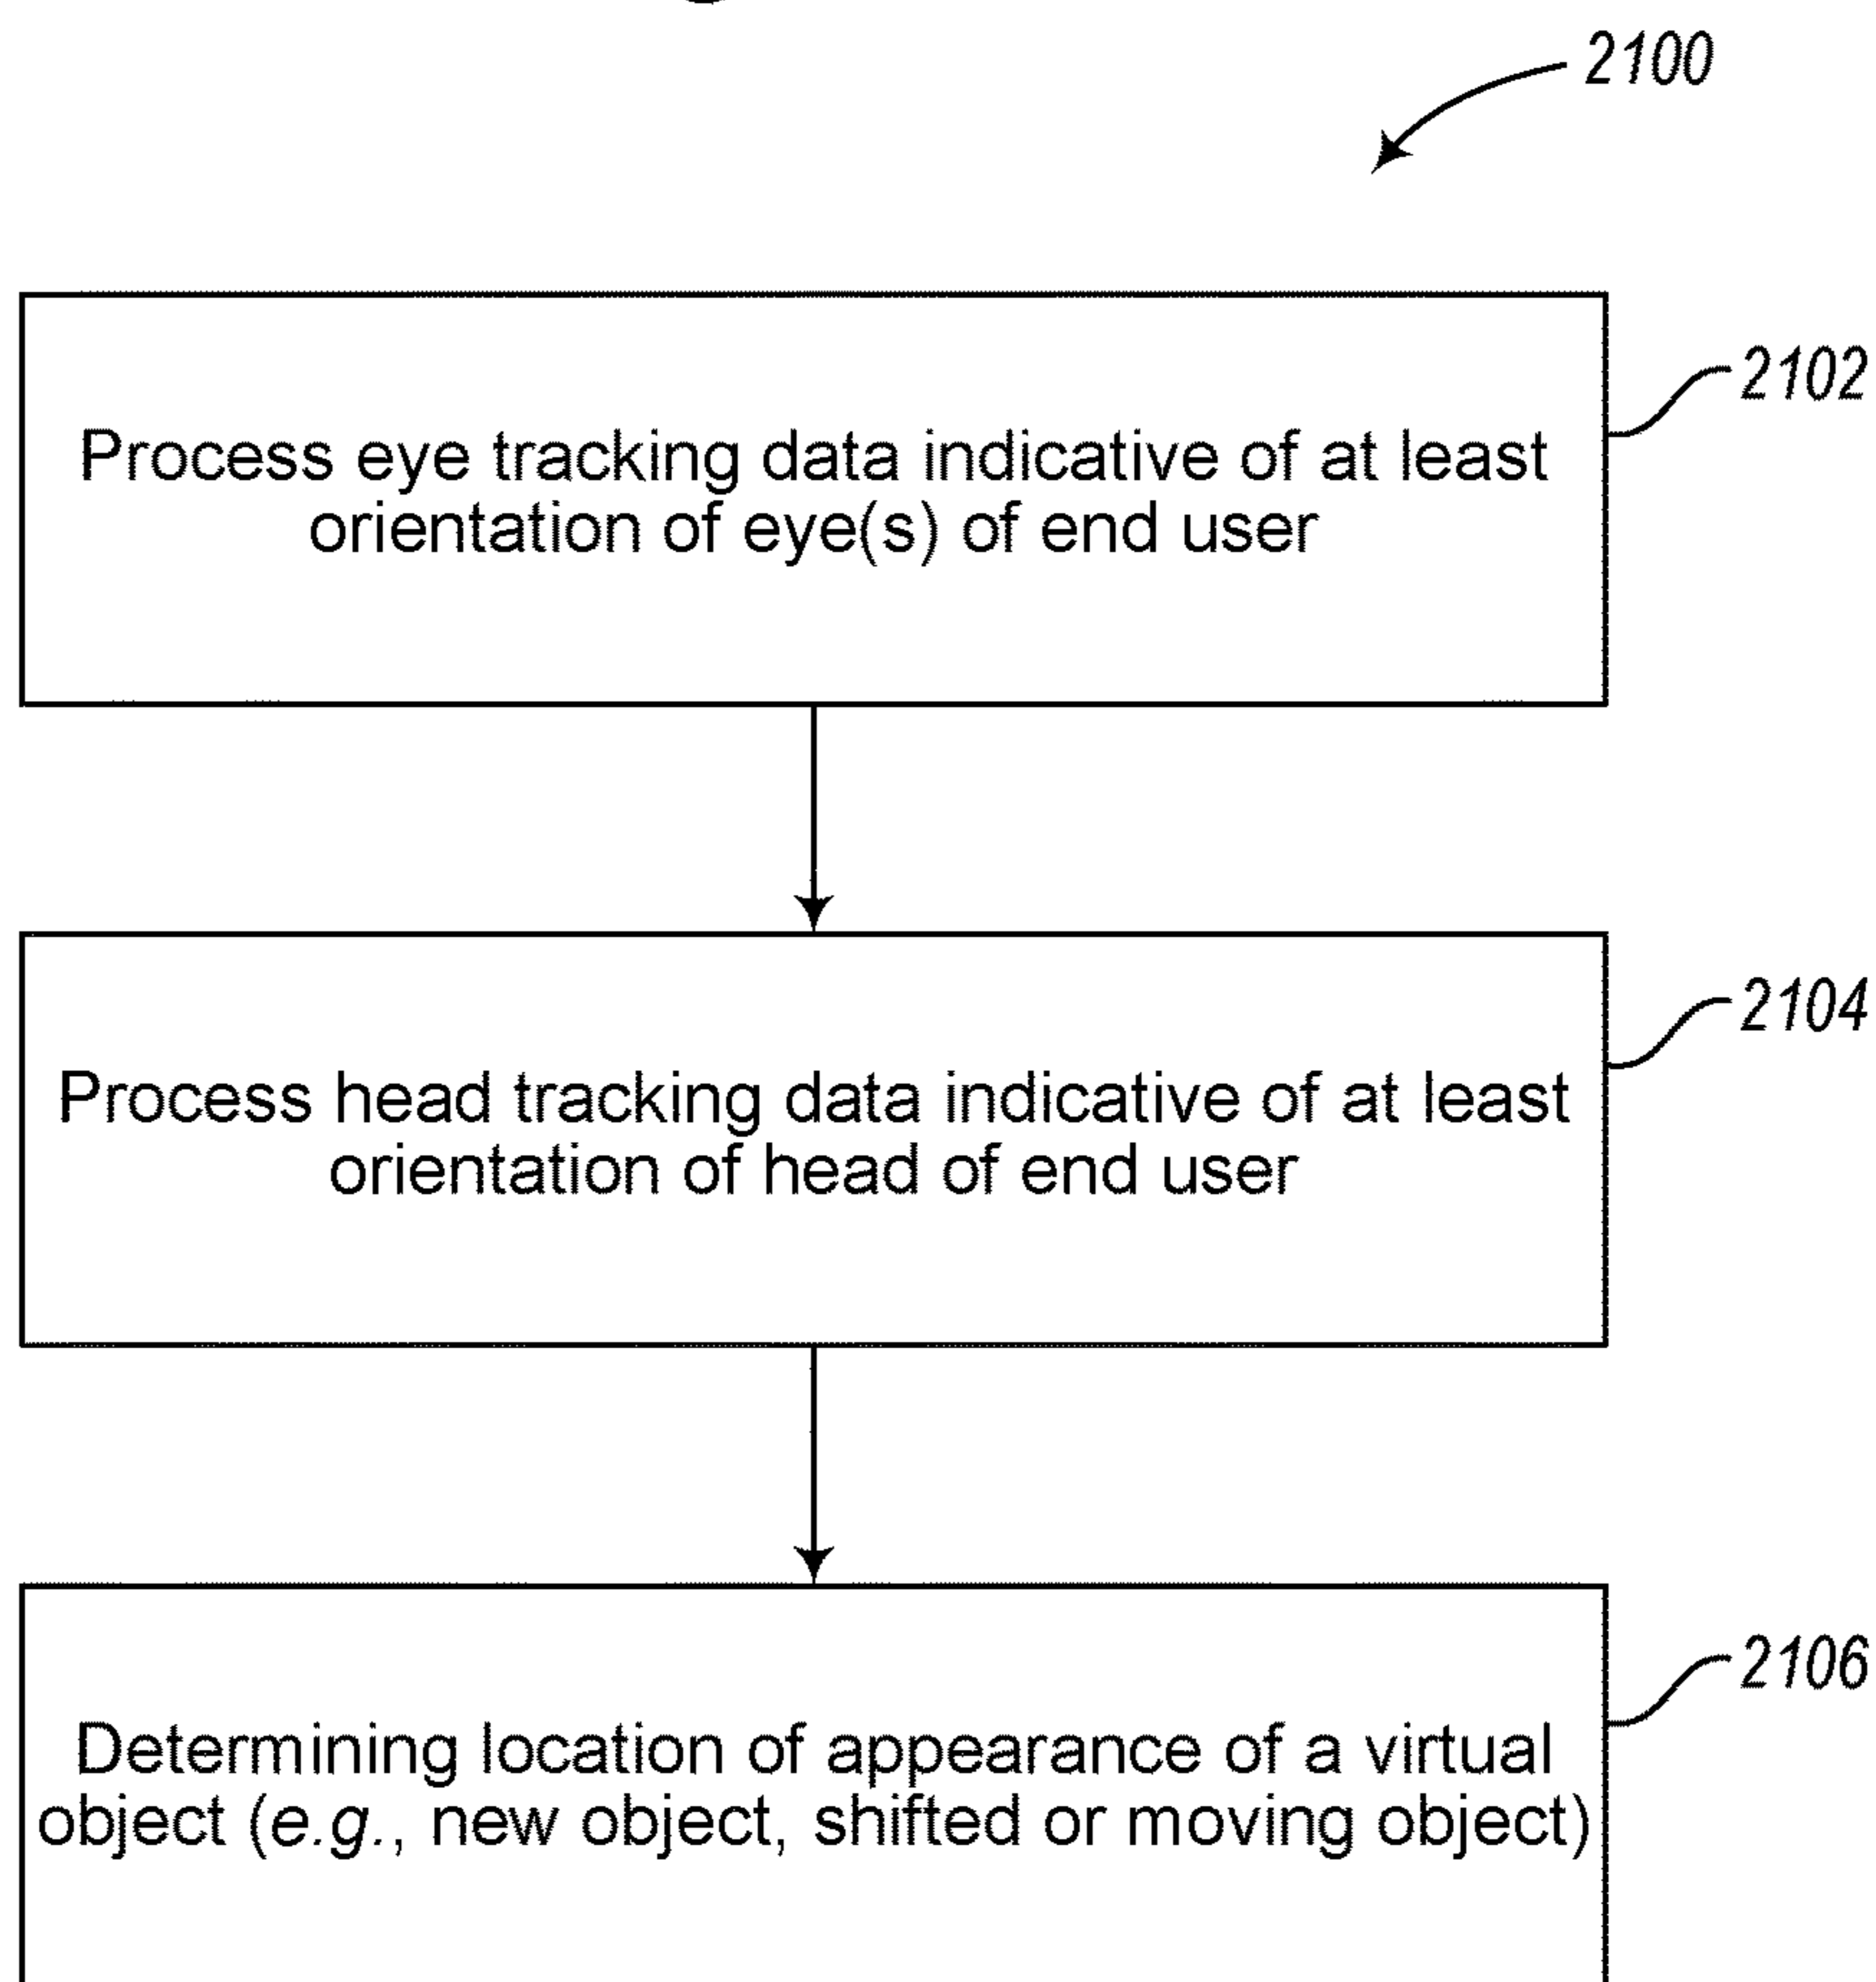 2100
2102
Process eye tracking data indicative of at least
orientation of eye(s) of end user
2104
Process head tracking data indicative of at least
orientation of head of end user
2106
Determining location of appearance of a virtual
object (e.g., new object, shifted or moving object)